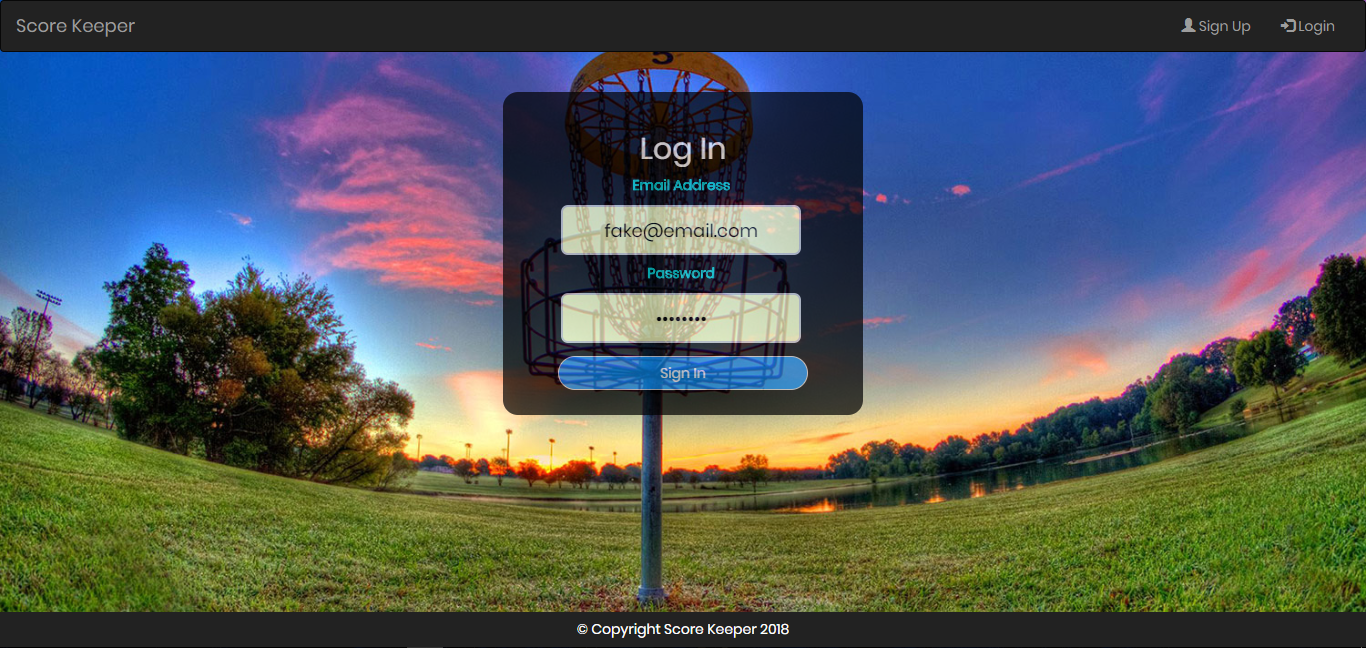 Score Keeper
Sign Up
Login
5
Log In
Email Address
fake@email.com
Password
••••••••
Sign In
© Copyright Score Keeper 2018